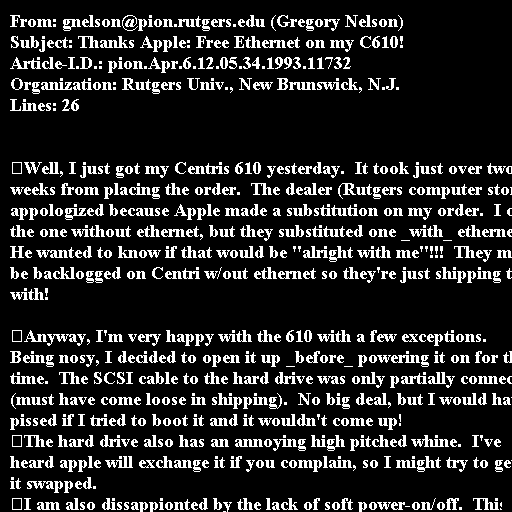 From: gnelson@pion.rutgers.edu (Gregory Nelson)
Subject: Thanks Apple: Free Ethernet on my C610!
Article-I.D.: pion.Apr.6.12.05.34.1993.11732
Organization: Rutgers Univ., New Brunswick, N.J.
Lines: 26

Well, I just got my Centris 610 yesterday.  It took just over two
weeks from placing the order.  The dealer (Rutgers computer
appologized because Apple made a substitution on my order.  I
the one without ethernet, but they substituted one _with_
He wanted to know if that would be "alright with me"!!!  They
be backlogged on Centri w/out ethernet so they're just shipping
with!

Anyway, I'm very happy with the 610 with a few exceptions.
Being nosy, I decided to open it up _before_ powering it on for
time.  The SCSI cable to the hard drive was only partially
(must have come loose in shipping).  No big deal, but I would
pissed if I tried to boot it and it wouldn't come up!
The hard drive also has an annoying high pitched whine.  I've
heard apple will exchange it if you complain, so I might try to
it swapped.
I am also dissappionted by the lack of soft power-on/off.  This